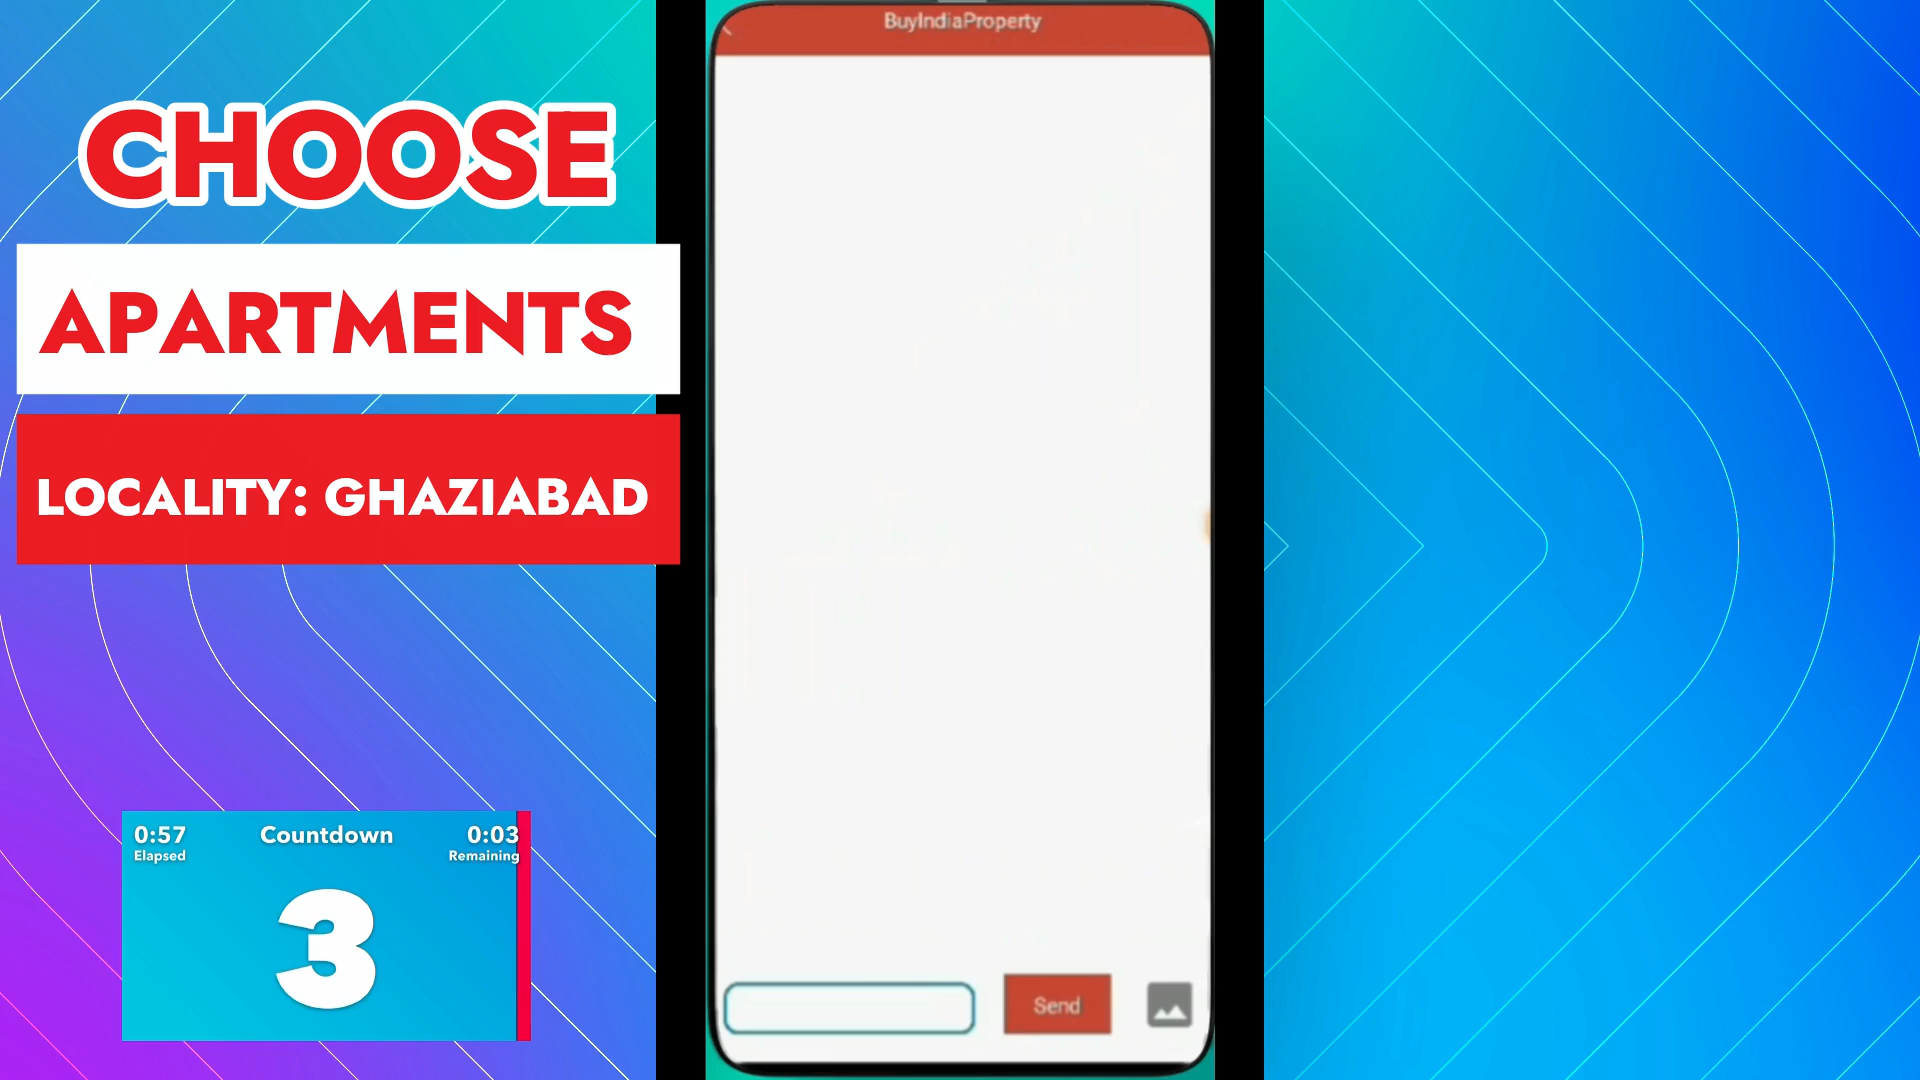 CHOOSE
APARTMENTS
LOCALITY: GHAZIABAD
0:57 Countdown 0:03
Elapsed Remaining
3
BuyIndiaProperty
Send